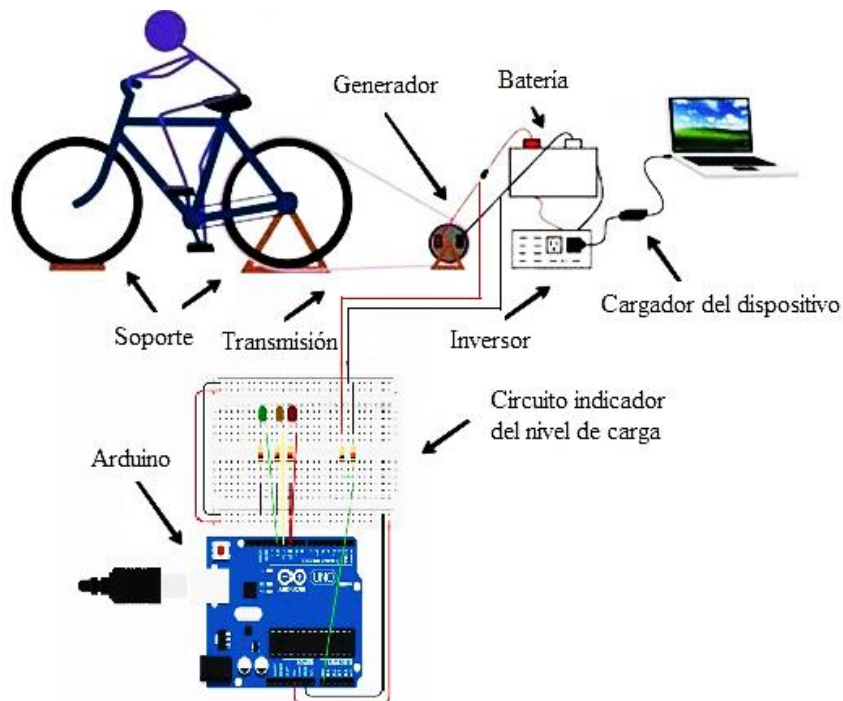 Generador
Batería
Soporte
Transmisión
Inversor
Cargador del dispositivo
Circuito indicador
del nivel de carga
Arduino
UNO